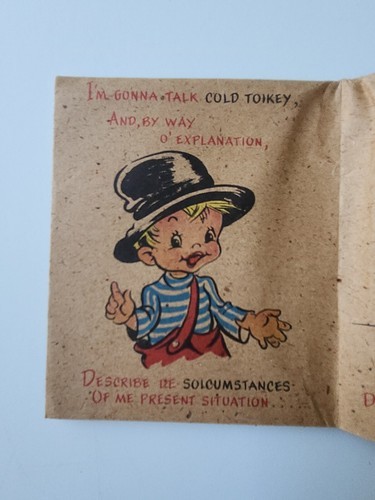 I'M GONNA TALK COLD TOIKEY,
AND, BY WAY
O' EXPLANATION,
DESCRIBE DE SOLCUMSTANCES
OF ME PRESENT SITUATION...
D